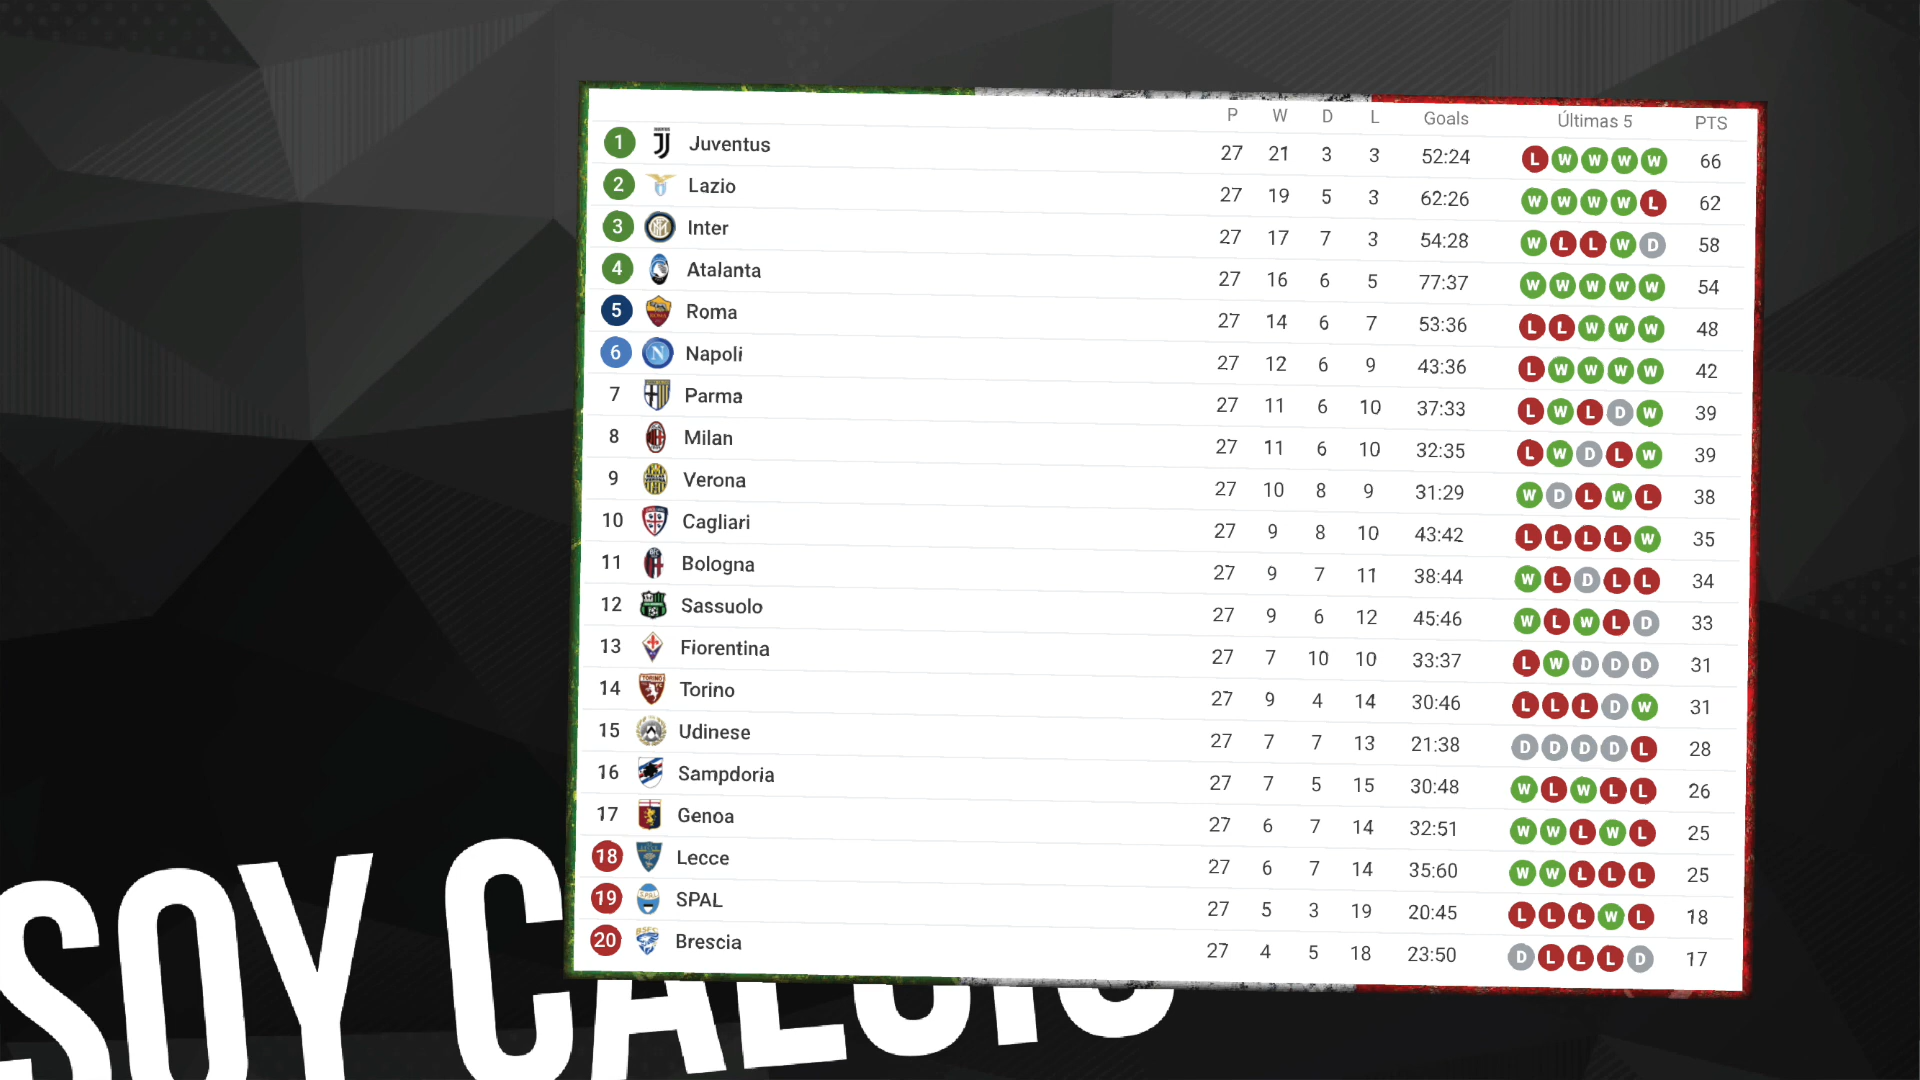 P W D L Goals Últimas 5 PTS
1 Juventus 27 21 3 3 52:24 L W W W W 66
2 Lazio 27 19 5 3 62:26 W W W W L 62
3 Inter 27 17 7 3 54:28 W L L W D 58
4 Atalanta 27 16 6 5 77:37 W W W W W 54
5 Roma 27 14 6 7 53:36 L L W W W 48
6 Napoli 27 12 6 9 43:36 L W W W W 42
7 Parma 27 11 6 10 37:33 L W L D W 39
8 Milan 27 11 6 10 32:35 L W D L W 39
9 Verona 27 10 8 9 31:29 W D L W L 38
10 Cagliari 27 9 8 10 43:42 L L L L W 35
11 Bologna 27 9 7 11 38:44 W L D L L 34
12 Sassuolo 27 9 6 12 45:46 W L W L D 33
13 Fiorentina 27 7 10 10 33:37 L W D D D 31
14 Torino 27 9 4 14 30:46 L L L D W 31
15 Udinese 27 7 7 13 21:38 D D D D L 28
16 Sampdoria 27 7 5 15 30:48 W L W L L 26
17 Genoa 27 6 7 14 32:51 W W L W L 25
18 Lecce 27 6 7 14 35:60 W W L L L 25
19 SPAL 27 5 3 19 20:45 L L L W L 18
20 Brescia 27 4 5 18 23:50 D L L L D 17
SOY CALCIO